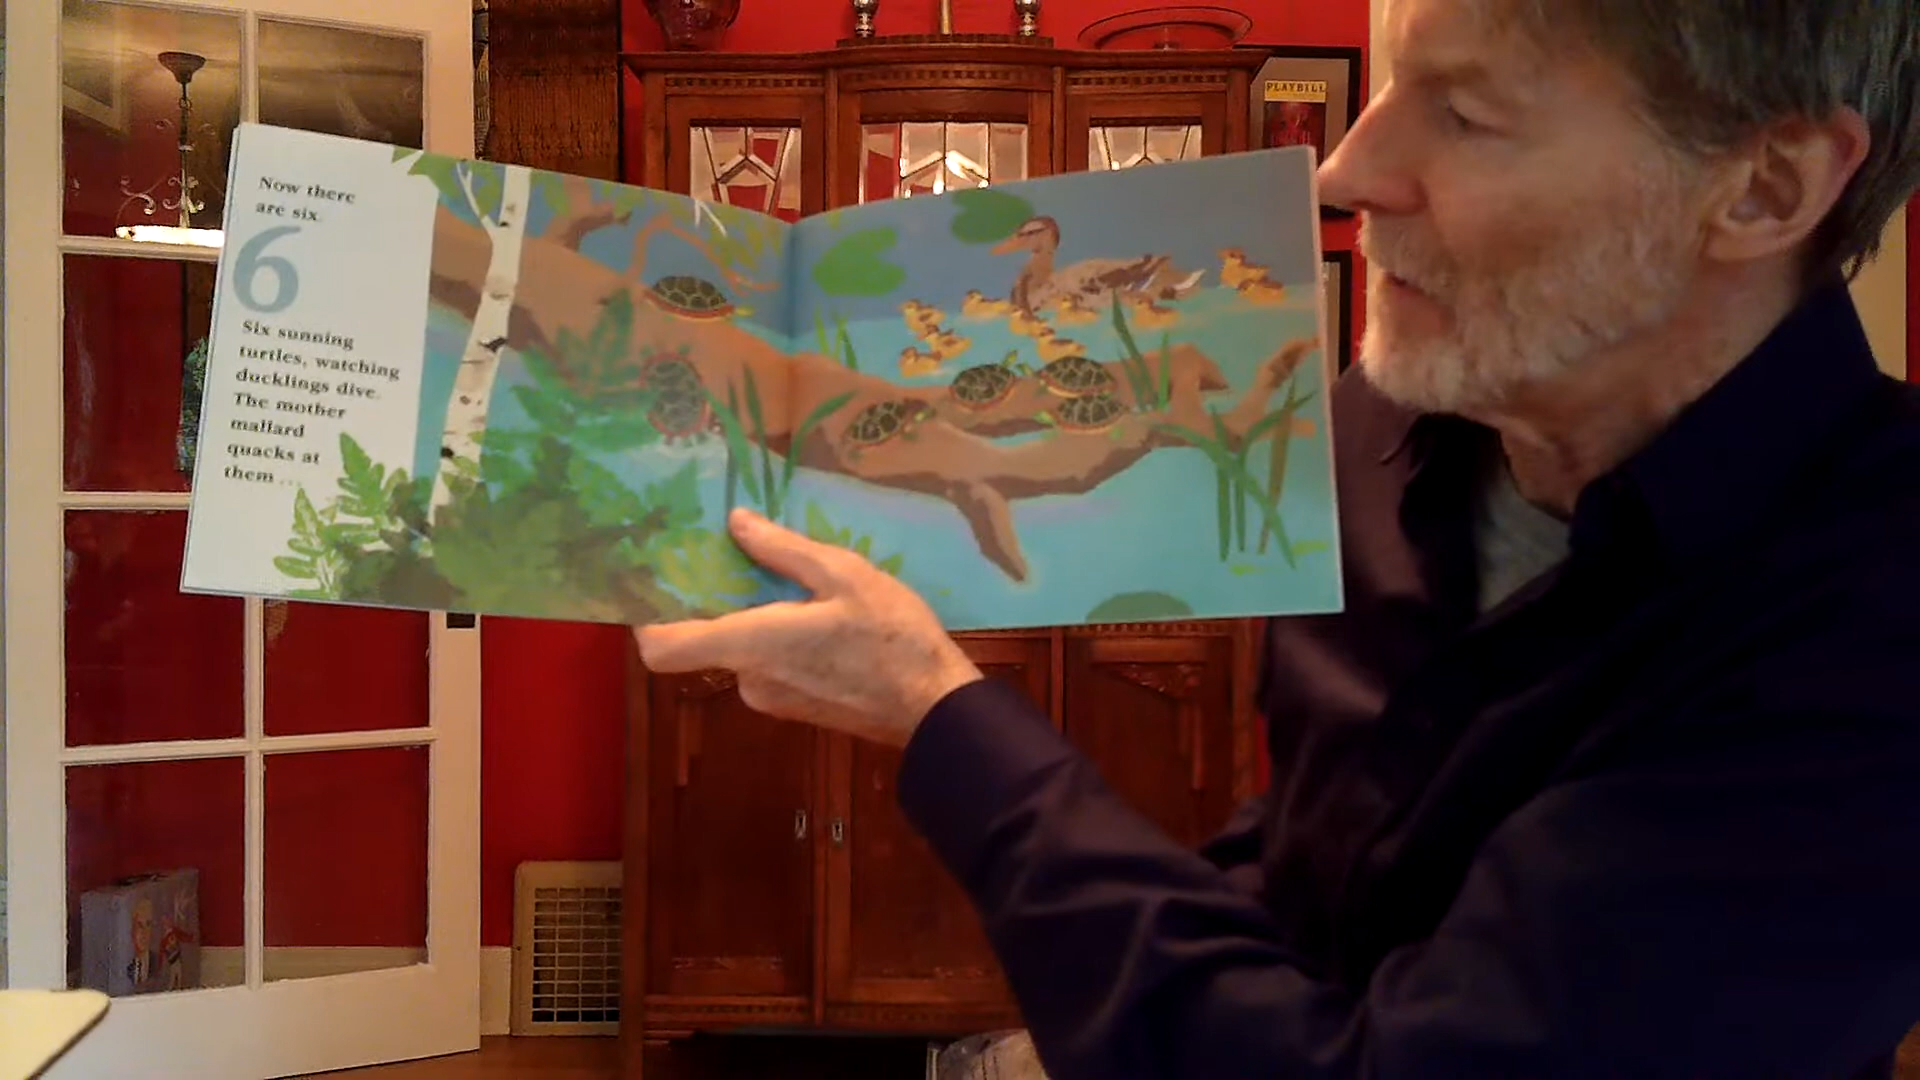 Now there
are six.
6
Six sunning
turtles, watching
ducklings dive.
The mother
mallard
quacks at
them . . .
PLAYBILL